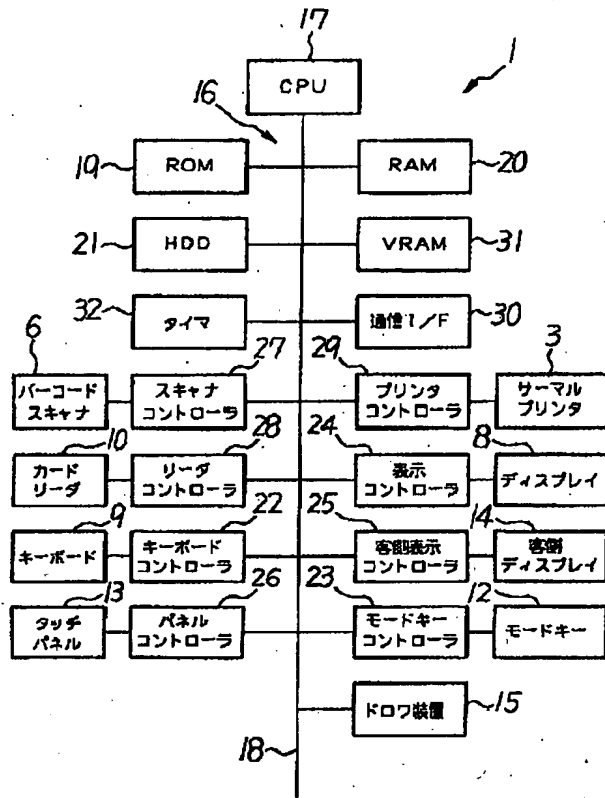 17
CPU
1
16
19
ROM
RAM
20
21
HDD
VRAM
31
32
タイマ
通信I/F
30
6
27
29
3
バーコード
スキャナ
スキャナ
コントローラ
プリンタ
コントローラ
サーマル
プリンタ
10
28
24
8
カード
リーダ
リーダ
コントローラ
表示
コントローラ
ディスプレイ
9
22
25
14
キーボード
キーボード
コントローラ
客側表示
コントローラ
客側
ディスプレイ
13
26
23
12
タッチ
パネル
パネル
コントローラ
モードキー
コントローラ
モードキー
ドロワ装置
15
18